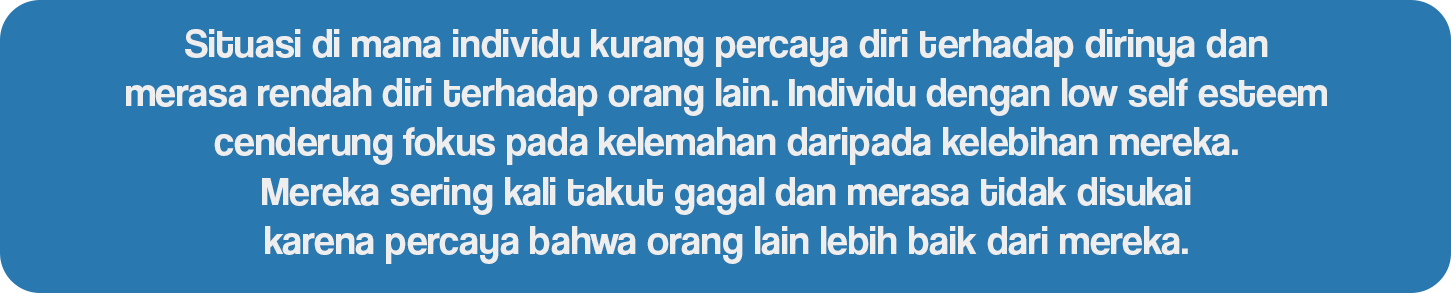 Situasi di mana individu kurang percaya diri terhadap dirinya dan
merasa rendah diri terhadap orang lain. Individu dengan low self esteem
cenderung fokus pada kelemahan daripada kelebihan mereka.
Mereka sering kali takut gagal dan merasa tidak disukai
karena percaya bahwa orang lain lebih baik dari mereka.